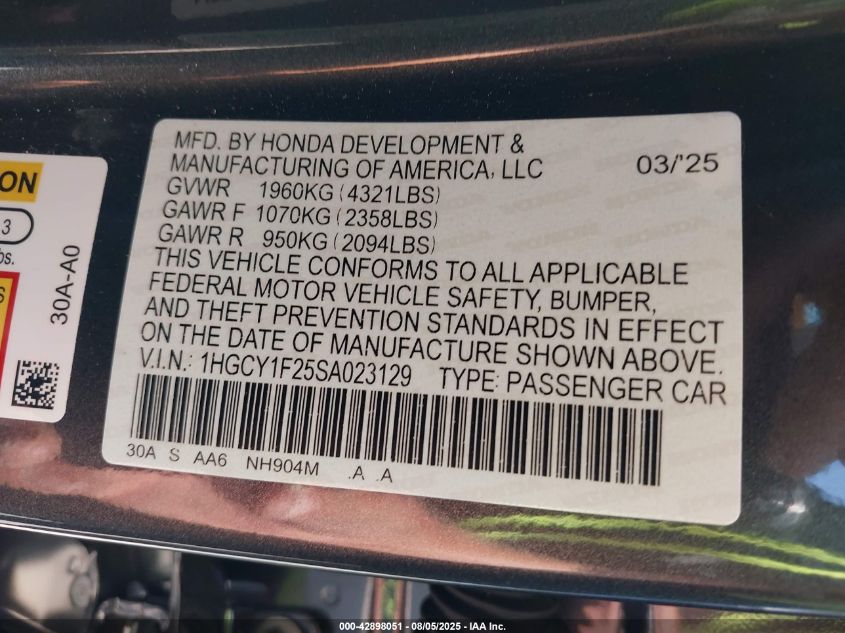 MFD. BY HONDA DEVELOPMENT &
MANUFACTURING OF AMERICA, LLC 03/'25
GVWR 1960KG (4321LBS)
GAWR F 1070KG (2358LBS)
GAWR R 950KG (2094LBS)
THIS VEHICLE CONFORMS TO ALL APPLICABLE
FEDERAL MOTOR VEHICLE SAFETY, BUMPER,
AND THEFT PREVENTION STANDARDS IN EFFECT
ON THE DATE OF MANUFACTURE SHOWN ABOVE.
V.I.N.: 1HGCY1F25SA023129 TYPE: PASSENGER CAR
30A S AA6 NH904M .A .A
ON
3
bs.
S
30A-A0
000-42898051 - 08/05/2025 - IAA Inc.